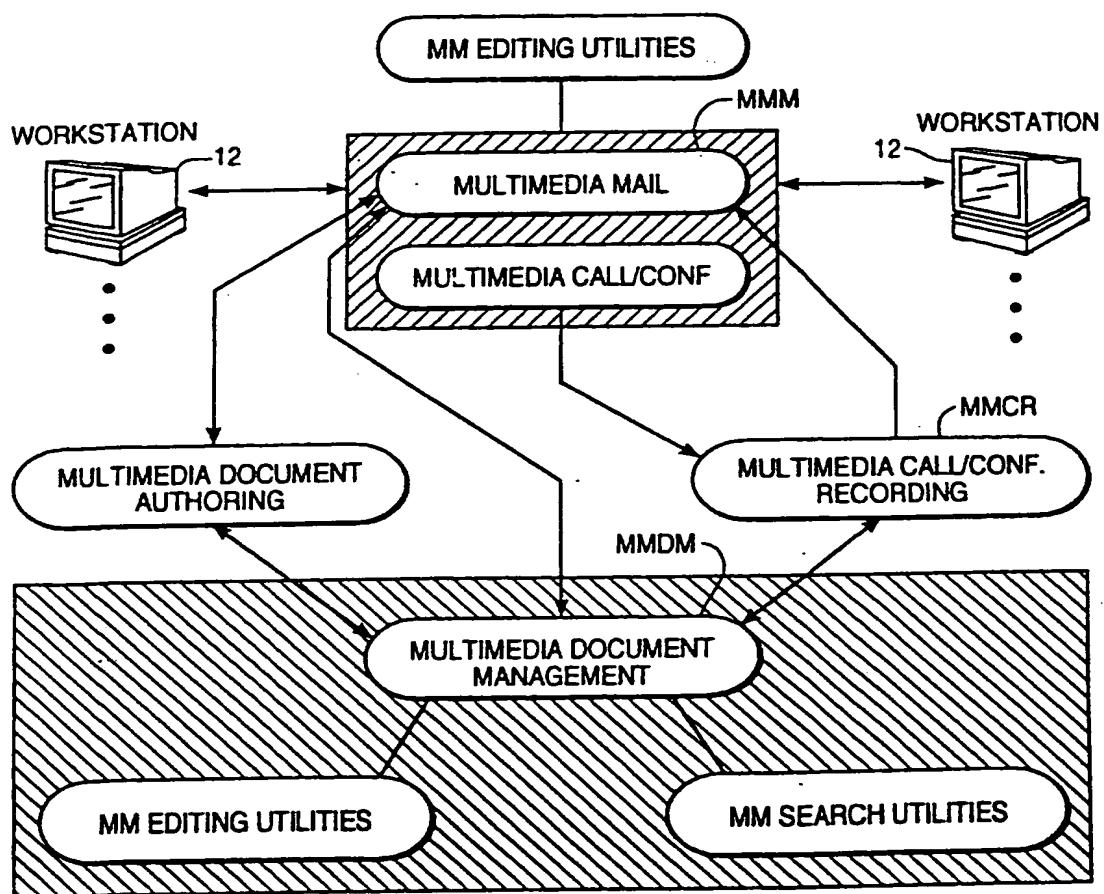 MM EDITING UTILITIES
MMM
WORKSTATION
WORKSTATION
12
12
MULTIMEDIA MAIL
MULTIMEDIA CALL/CONF
MMCR
MULTIMEDIA DOCUMENT
AUTHORING
MULTIMEDIA CALL/CONF.
RECORDING
MMDM
MULTIMEDIA DOCUMENT
MANAGEMENT
MM EDITING UTILITIES
MM SEARCH UTILITIES